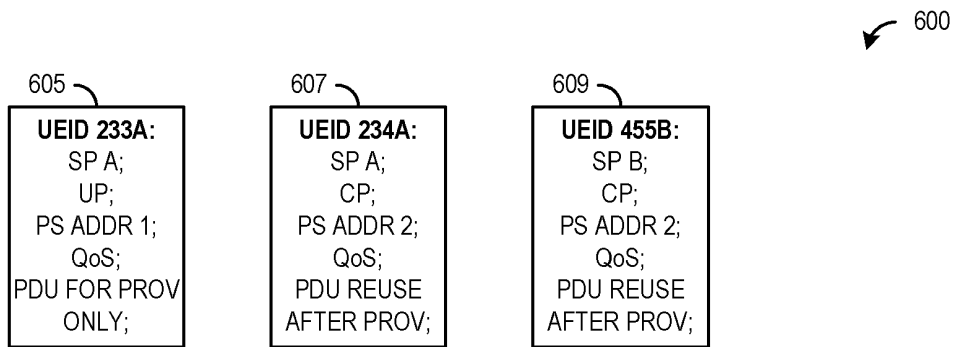 600
605
UEID 233A:
SP A;
UP;
PS ADDR 1;
QoS;
PDU FOR PROV
ONLY;
607
UEID 234A:
SP A;
CP;
PS ADDR 2;
QoS;
PDU REUSE
AFTER PROV;
609
UEID 455B:
SP B;
CP;
PS ADDR 2;
QoS;
PDU REUSE
AFTER PROV;